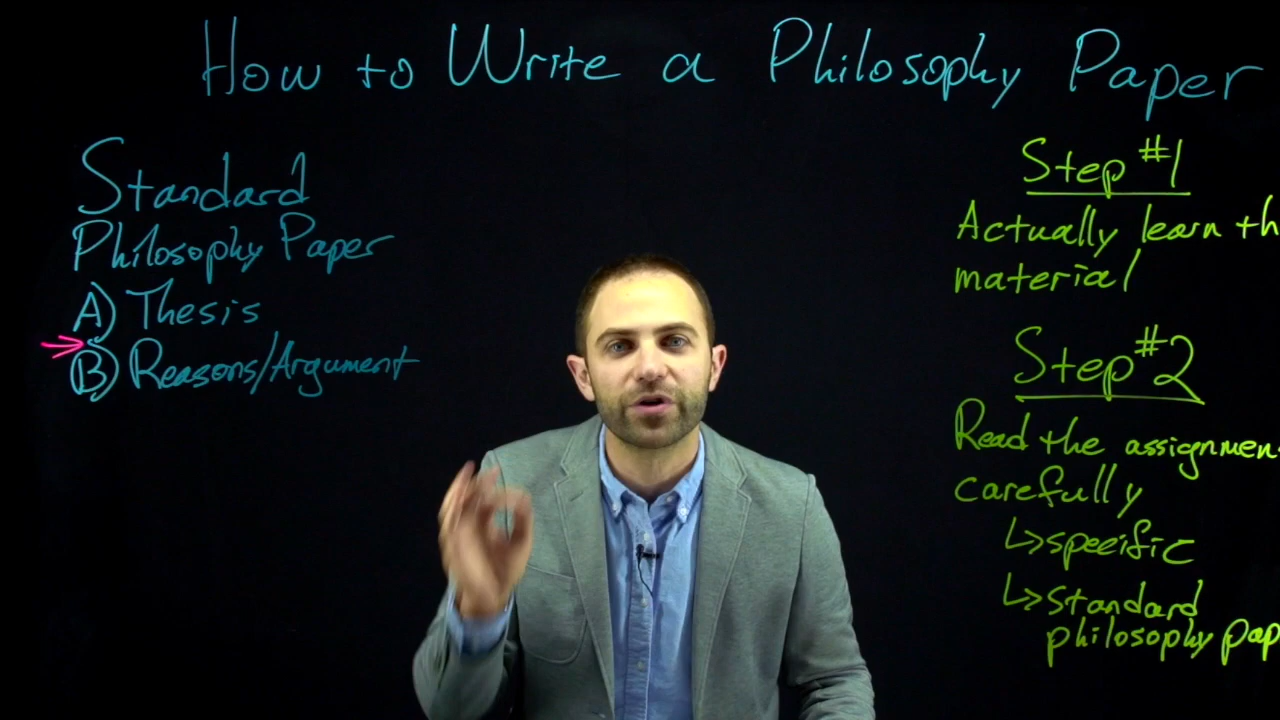 How to Write a Philosophy Paper
Standard
Philosophy Paper
A) Thesis
B) Reasons/Argument
Step #1
Actually learn th
material
Step #2
Read the assignmen
carefully
↳specific
↳Standard
philosophy pap